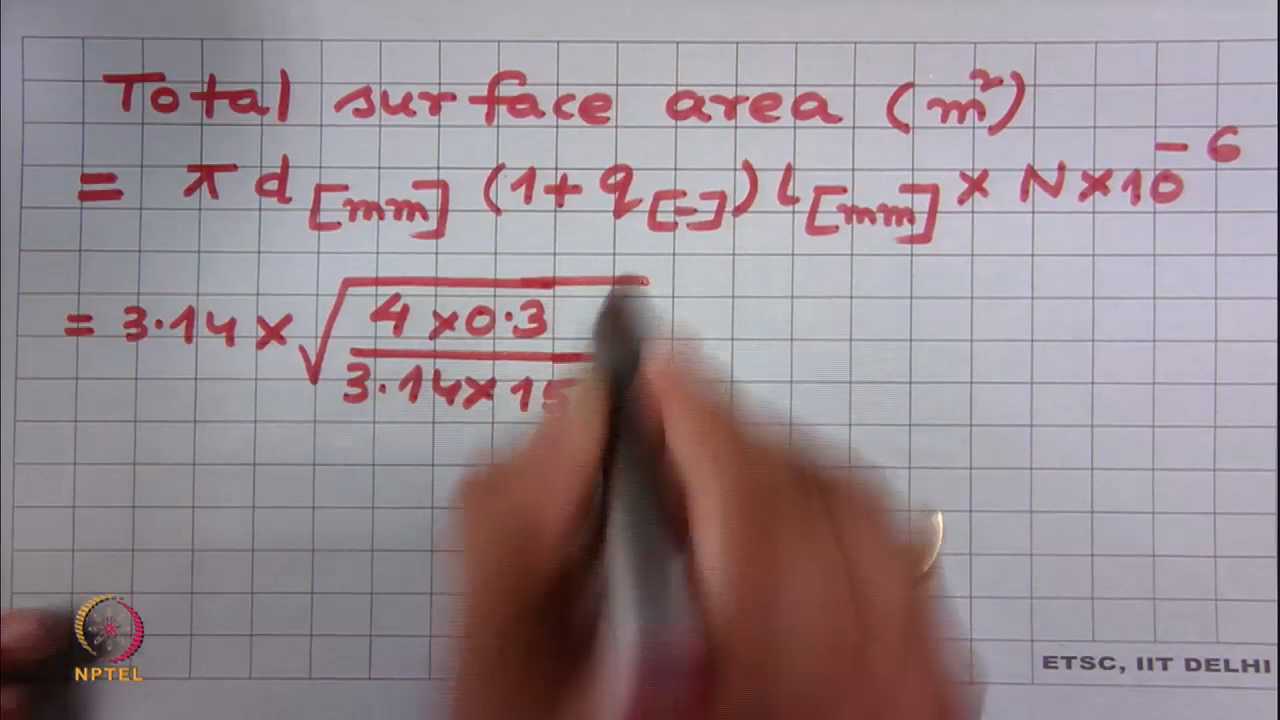 Total surface area (m²)
= π d [mm] (1 + q [-]) l [mm] × N × 10⁻⁶
= 3.14 × √(4 × 0.3 / 3.14 × 15
NPTEL
ETSC, IIT DELHI